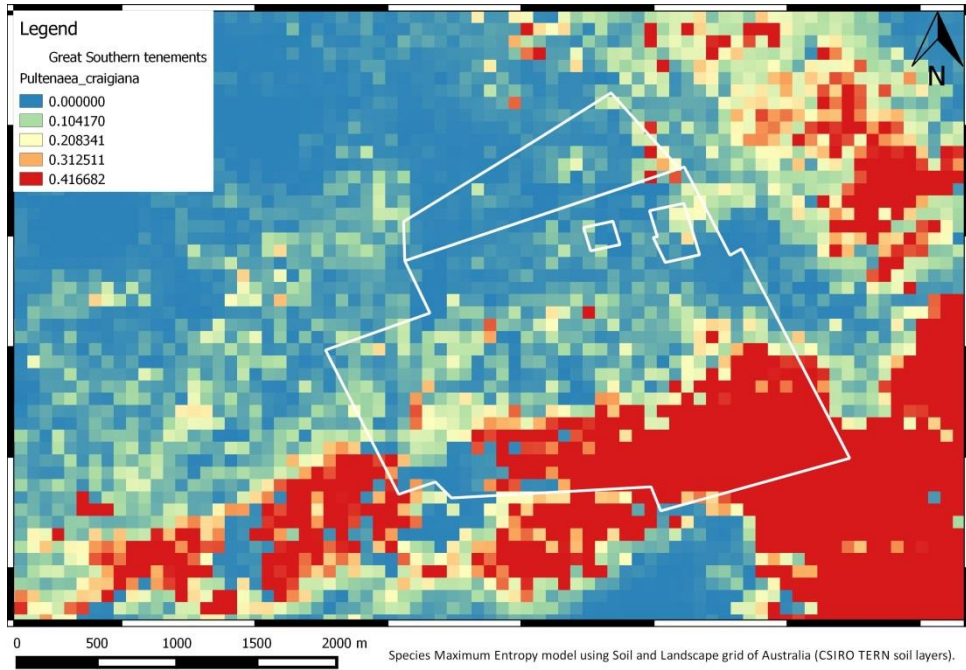 Legend
Great Southern tenements
Pultenaea_craigiana
0.000000
0.104170
0.208341
0.312511
0.416682
N
0 500 1000 1500 2000 m
Species Maximum Entropy model using Soil and Landscape grid of Australia (CSIRO TERN soil layers).